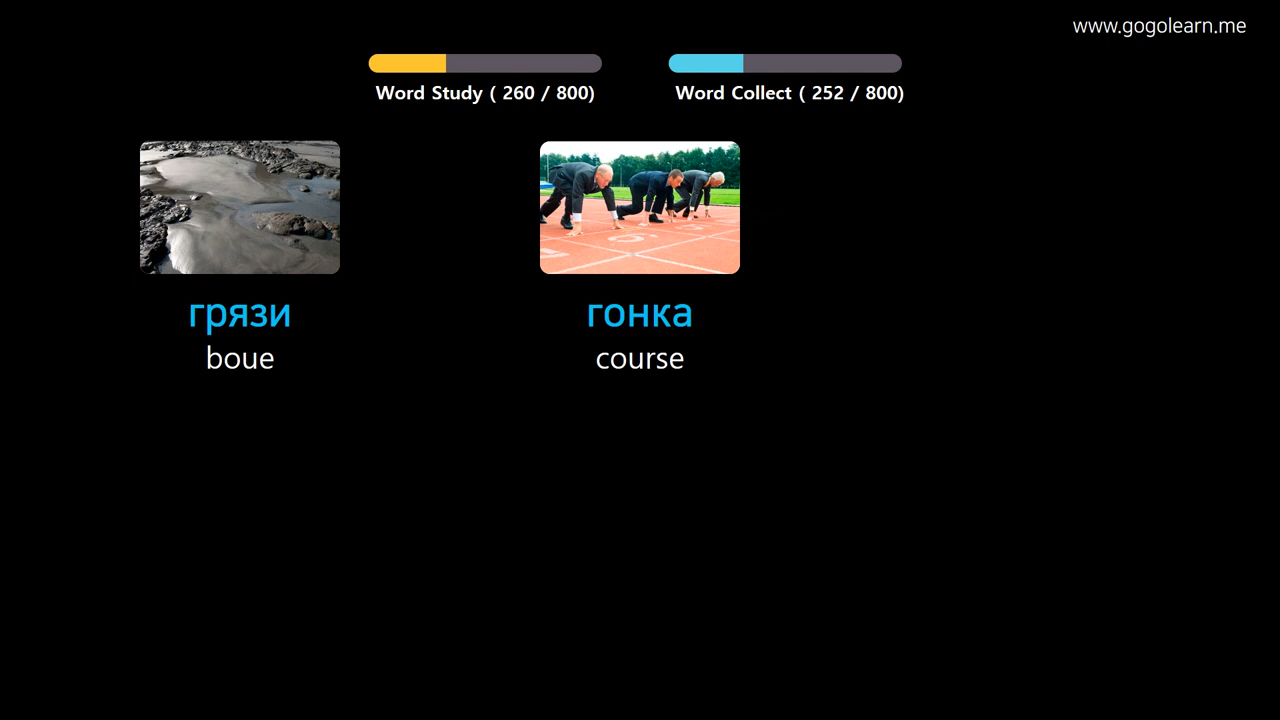 www.gogolearn.me
Word Study ( 260 / 800)
Word Collect ( 252 / 800)
грязи
boue
гонка
course